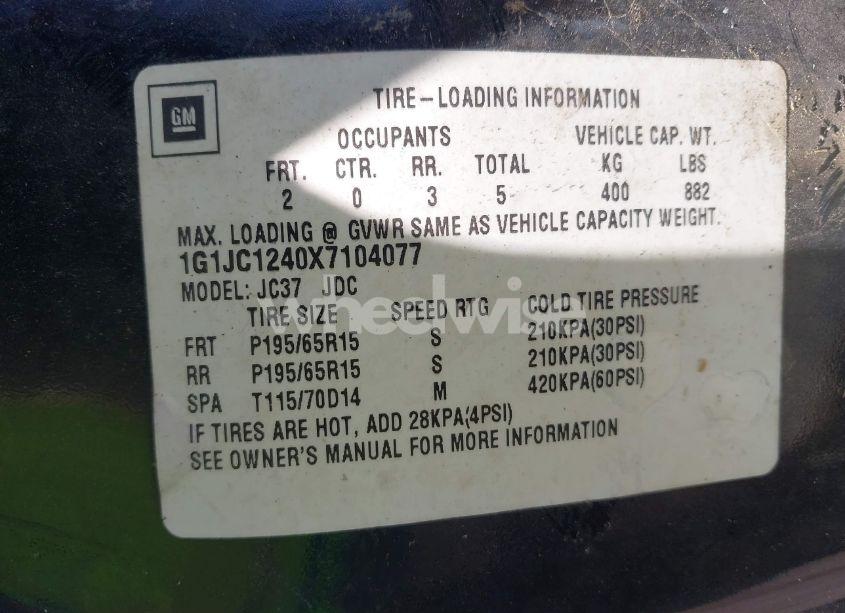 GM
TIRE-LOADING INFORMATION
OCCUPANTS VEHICLE CAP. WT.
FRT. CTR. RR. TOTAL KG LBS
2 0 3 5 400 882
MAX. LOADING @ GVWR SAME AS VEHICLE CAPACITY WEIGHT.
1G1JC1240X7104077
MODEL: JC37 JDC
TIRE SIZE SPEED RTG COLD TIRE PRESSURE
FRT P195/65R15 S 210KPA(30PSI)
RR P195/65R15 S 210KPA(30PSI)
SPA T115/70D14 M 420KPA(60PSI)
IF TIRES ARE HOT, ADD 28KPA(4PSI)
SEE OWNER'S MANUAL FOR MORE INFORMATION
wheelwise